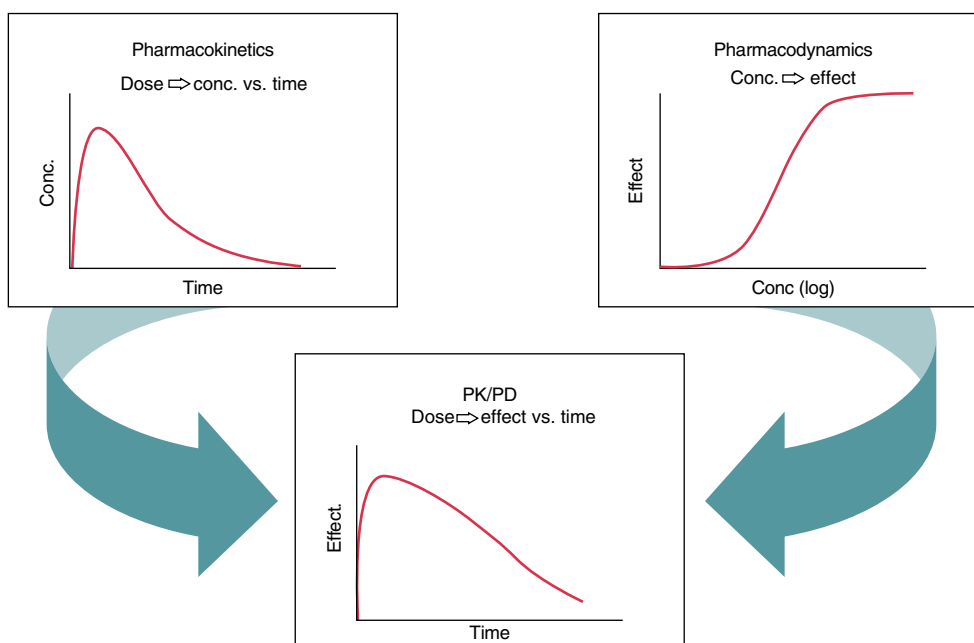 Pharmacokinetics
Dose ⇨ conc. vs. time
Conc.
Time
Pharmacodynamics
Conc. ⇨ effect
Effect
Conc (log)
PK/PD
Dose ⇨ effect vs. time
Effect.
Time